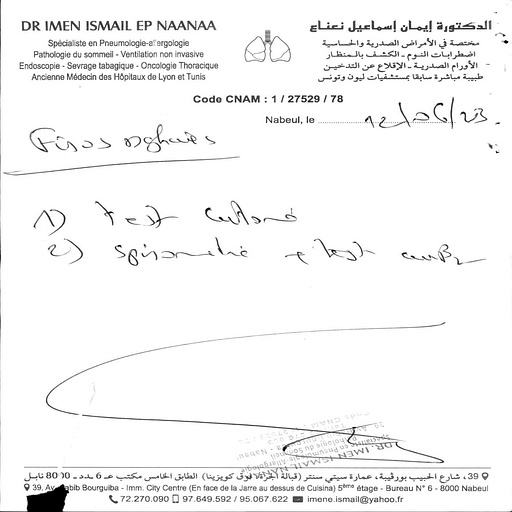 DR IMEN ISMAIL EP NAANAA
Spécialiste en Pneumologie-allergologie
Pathologie du sommeil - Ventilation non invasive
Endoscopie - Sevrage tabagique - Oncologie Thoracique
Ancienne Médecin des Hôpitaux de Lyon et Tunis
الدكتورة إيمان إسماعيل نعناع
مختصة في الأمراض الصدرية والحساسية
اضطرابات النوم - الكشف بالمنظار
الأورام الصدرية - الإقلاع عن التدخين
طبيبة مباشرة سابقا بمستشفيات ليون وتونس
Code CNAM : 1 / 27529 / 78
Nabeul, le 12/06/23
1) test cutané
2) Spirométrie + test
DR. IMEN ISMAIL
39، شارع الحبيب بورقيبة، عمارة سيتي سنتر (قبالة الجرة، فوق كويزينا) الطابق الخامس مكتب عـ 6 ـدد - 8000 نابل
39, Av. Habib Bourguiba - Imm. City Centre (En face de la Jarre au dessus de Cuisina) 5ème étage - Bureau N° 6 - 8000 Nabeul
72.270.090 97.649.592 / 95.067.622 imene.ismail@yahoo.fr